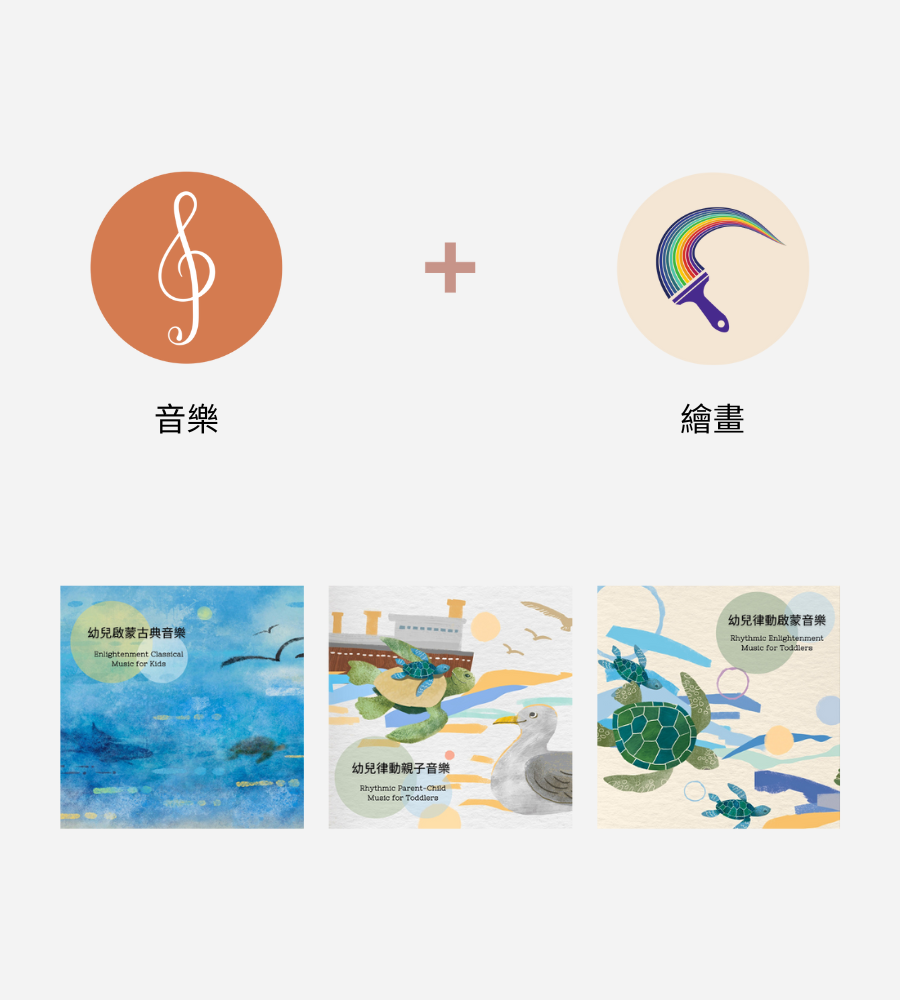 音樂
繪畫
幼兒啟蒙古典音樂
Enlightenment Classical
Music for Kids
幼兒律動親子音樂
Rhythmic Parent-Child
Music for Toddlers
幼兒律動啟蒙音樂
Rhythmic Enlightenment
Music for Toddlers